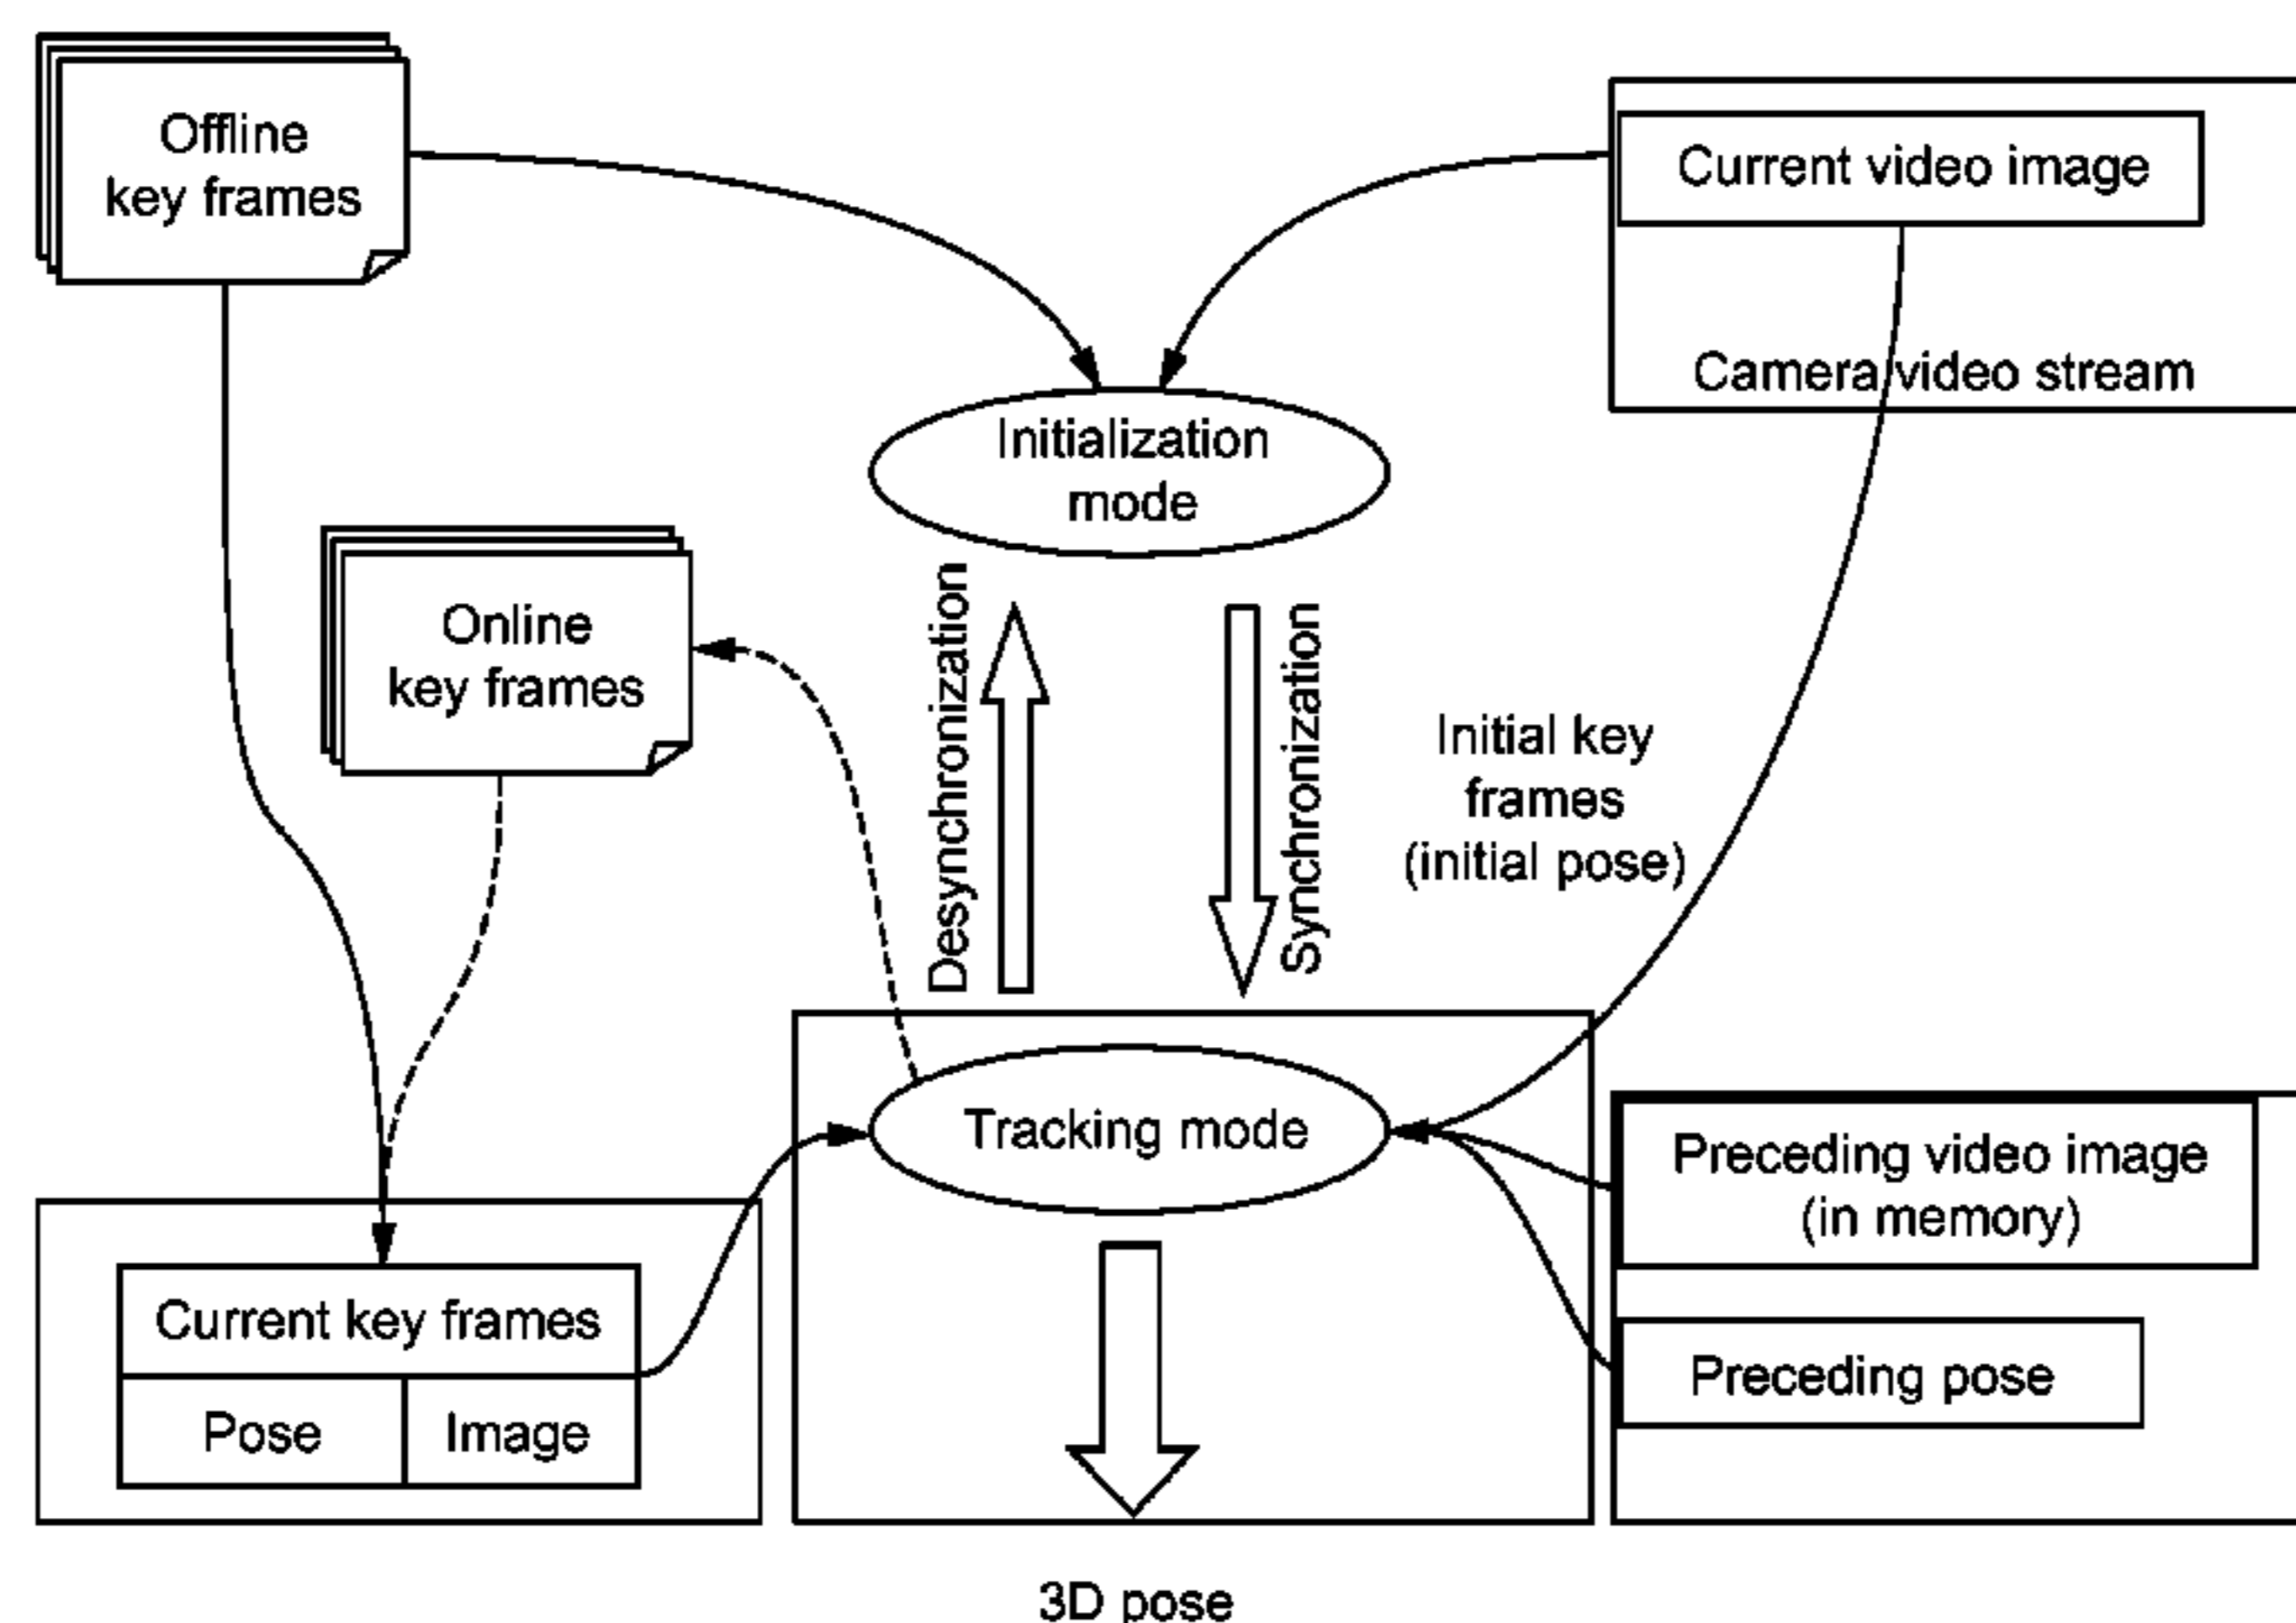 Offline
key frames
Current video image
Camera video stream
Initialization
mode
Online
key frames
Desynchronization
Synchronization
Initial key
frames
(initial pose)
Tracking mode
Preceding video image
(in memory)
Current key frames
Preceding pose
Pose
Image
3D pose